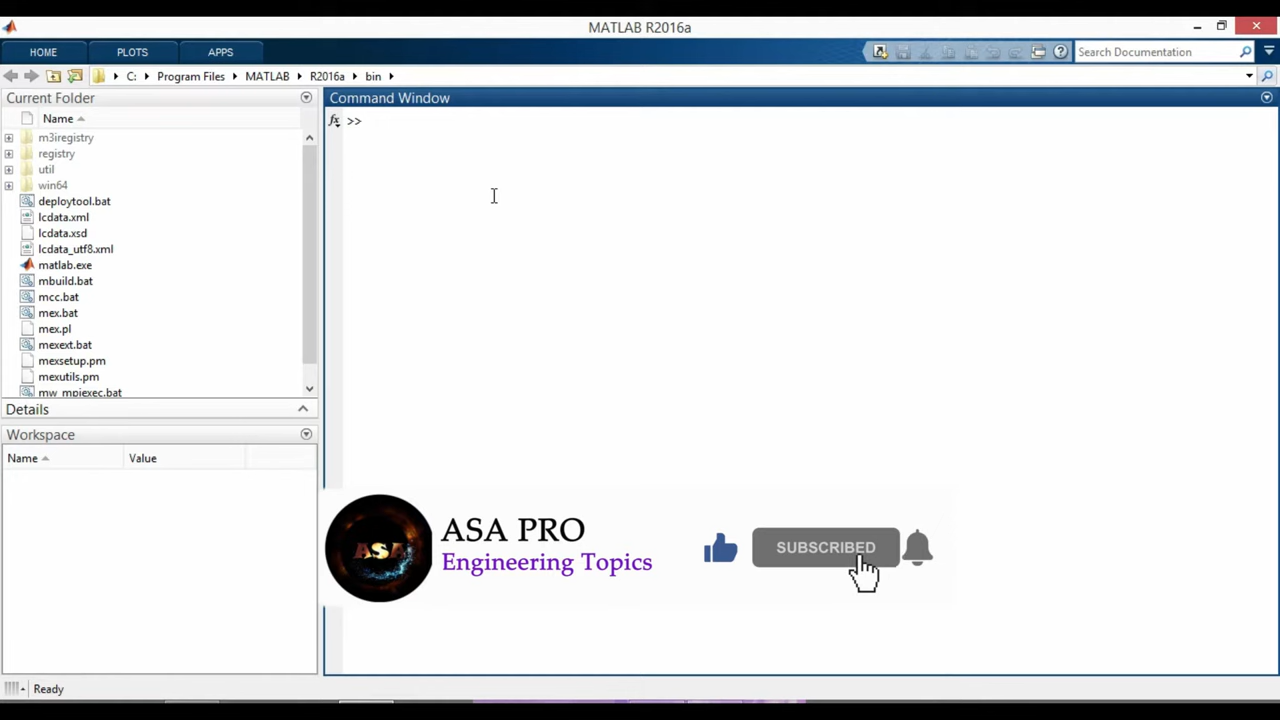 MATLAB R2016a
HOME
PLOTS
APPS
Search Documentation
C:
Program Files
MATLAB
R2016a
bin
Current Folder
Name
m3iregistry
registry
util
win64
deploytool.bat
lcdata.xml
lcdata.xsd
lcdata_utf8.xml
matlab.exe
mbuild.bat
mcc.bat
mex.bat
mex.pl
mexext.bat
mexsetup.pm
mexutils.pm
mw_mpiexec.bat
Details
Workspace
Name
Value
Command Window
fx >>
ASA
ASA PRO
Engineering Topics
SUBSCRIBED
Ready